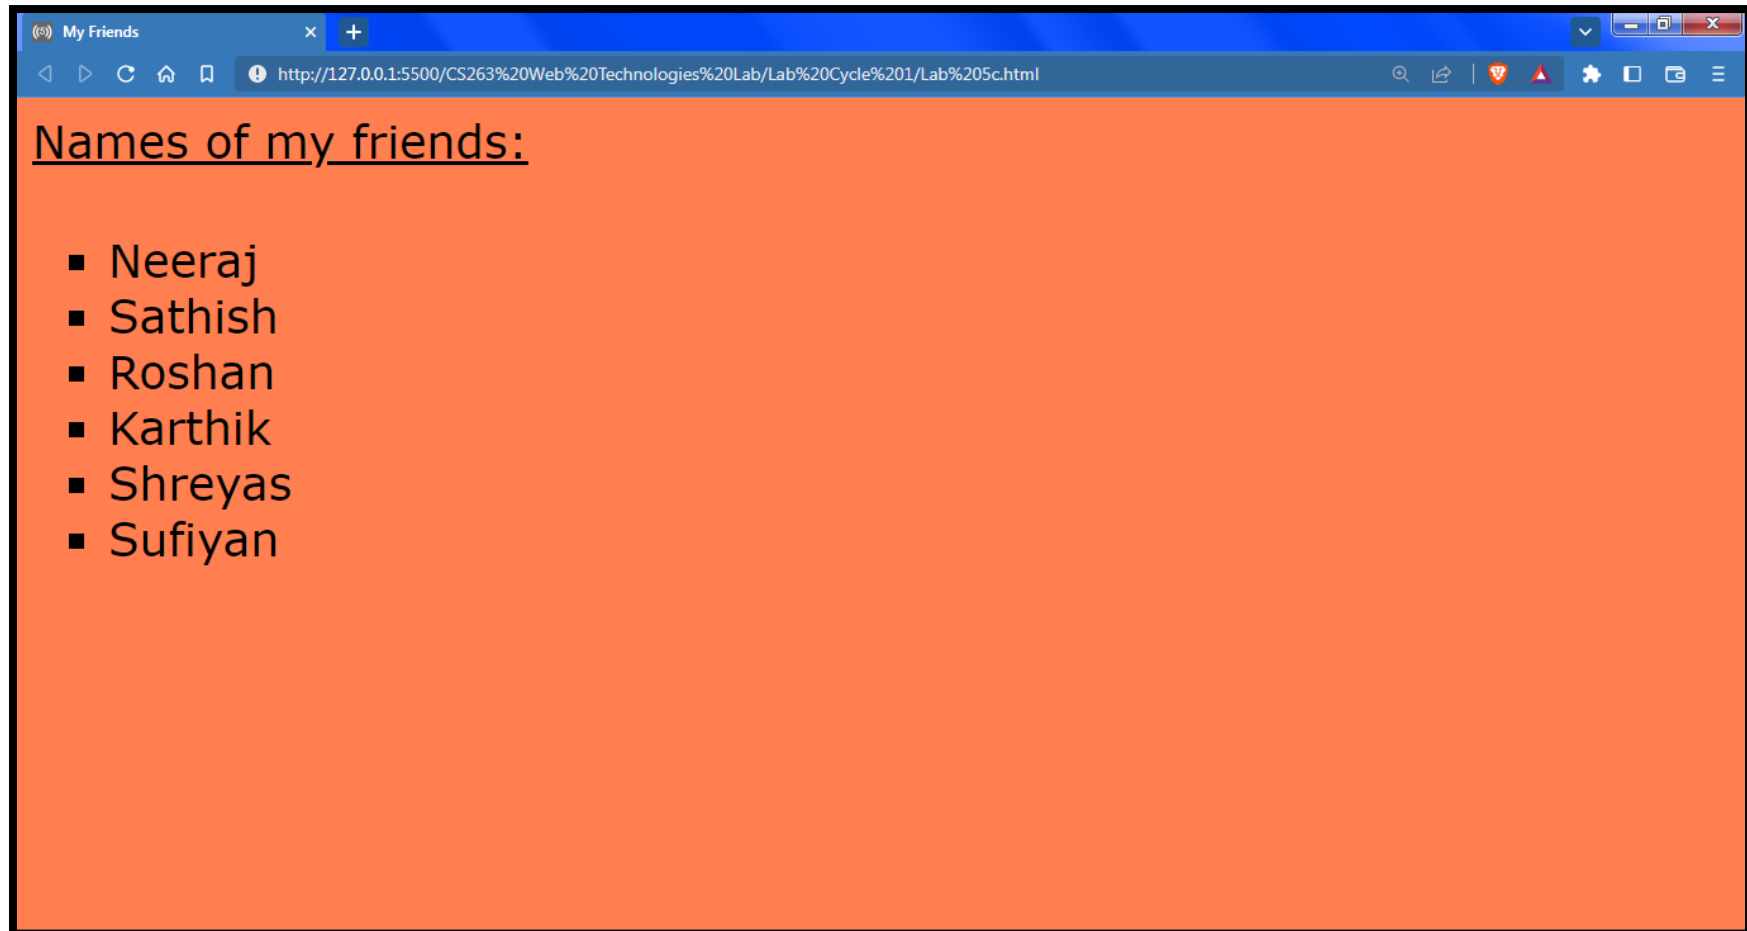 My Friends
http://127.0.0.1:5500/CS263%20Web%20Technologies%20Lab/Lab%20Cycle%201/Lab%205c.html
Names of my friends:
Neeraj
Sathish
Roshan
Karthik
Shreyas
Sufiyan